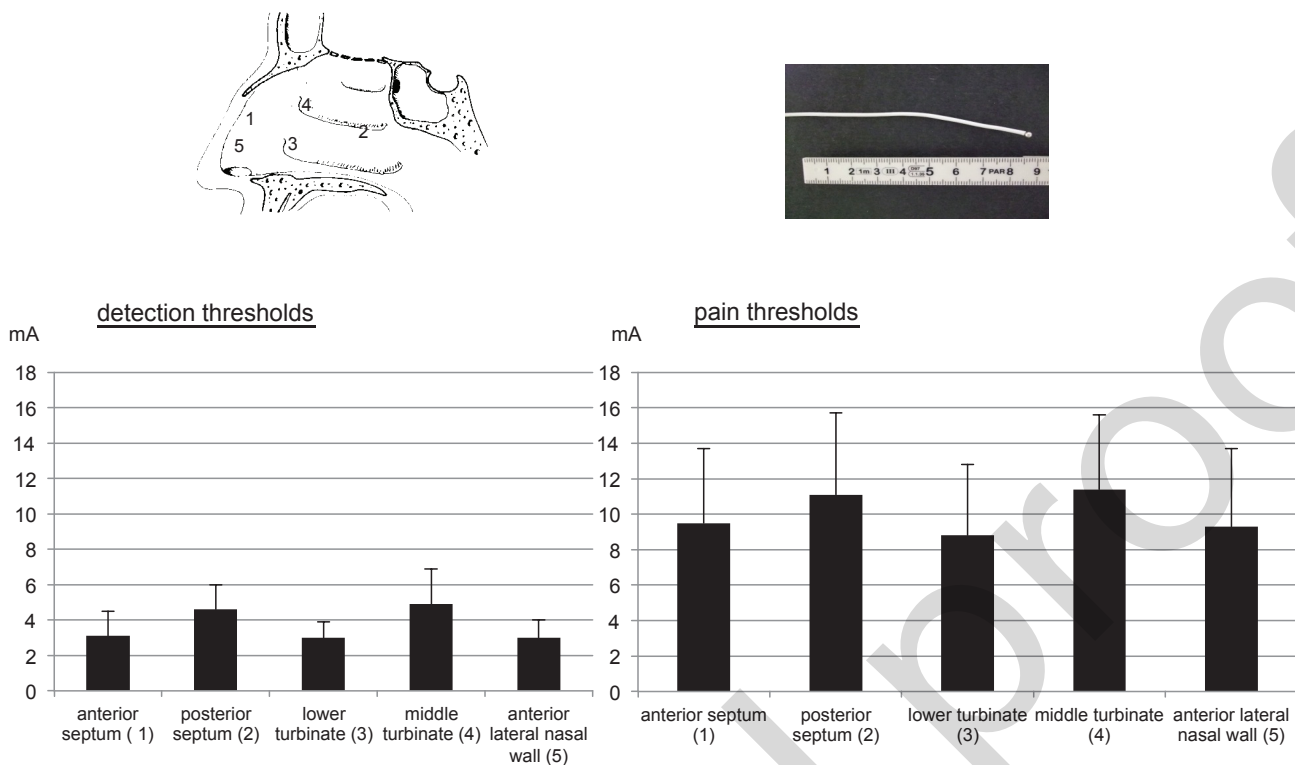 4
1
2
5
3
1 2 1m 3 III 4 5 6 7 PAR 8 9
detection thresholds
mA
18
16
14
12
10
8
6
4
2
0
anterior septum ( 1)
posterior septum (2)
lower turbinate (3)
middle turbinate (4)
anterior lateral nasal wall (5)
pain thresholds
mA
18
16
14
12
10
8
6
4
2
0
anterior septum (1)
posterior septum (2)
lower turbinate (3)
middle turbinate (4)
anterior lateral nasal wall (5)